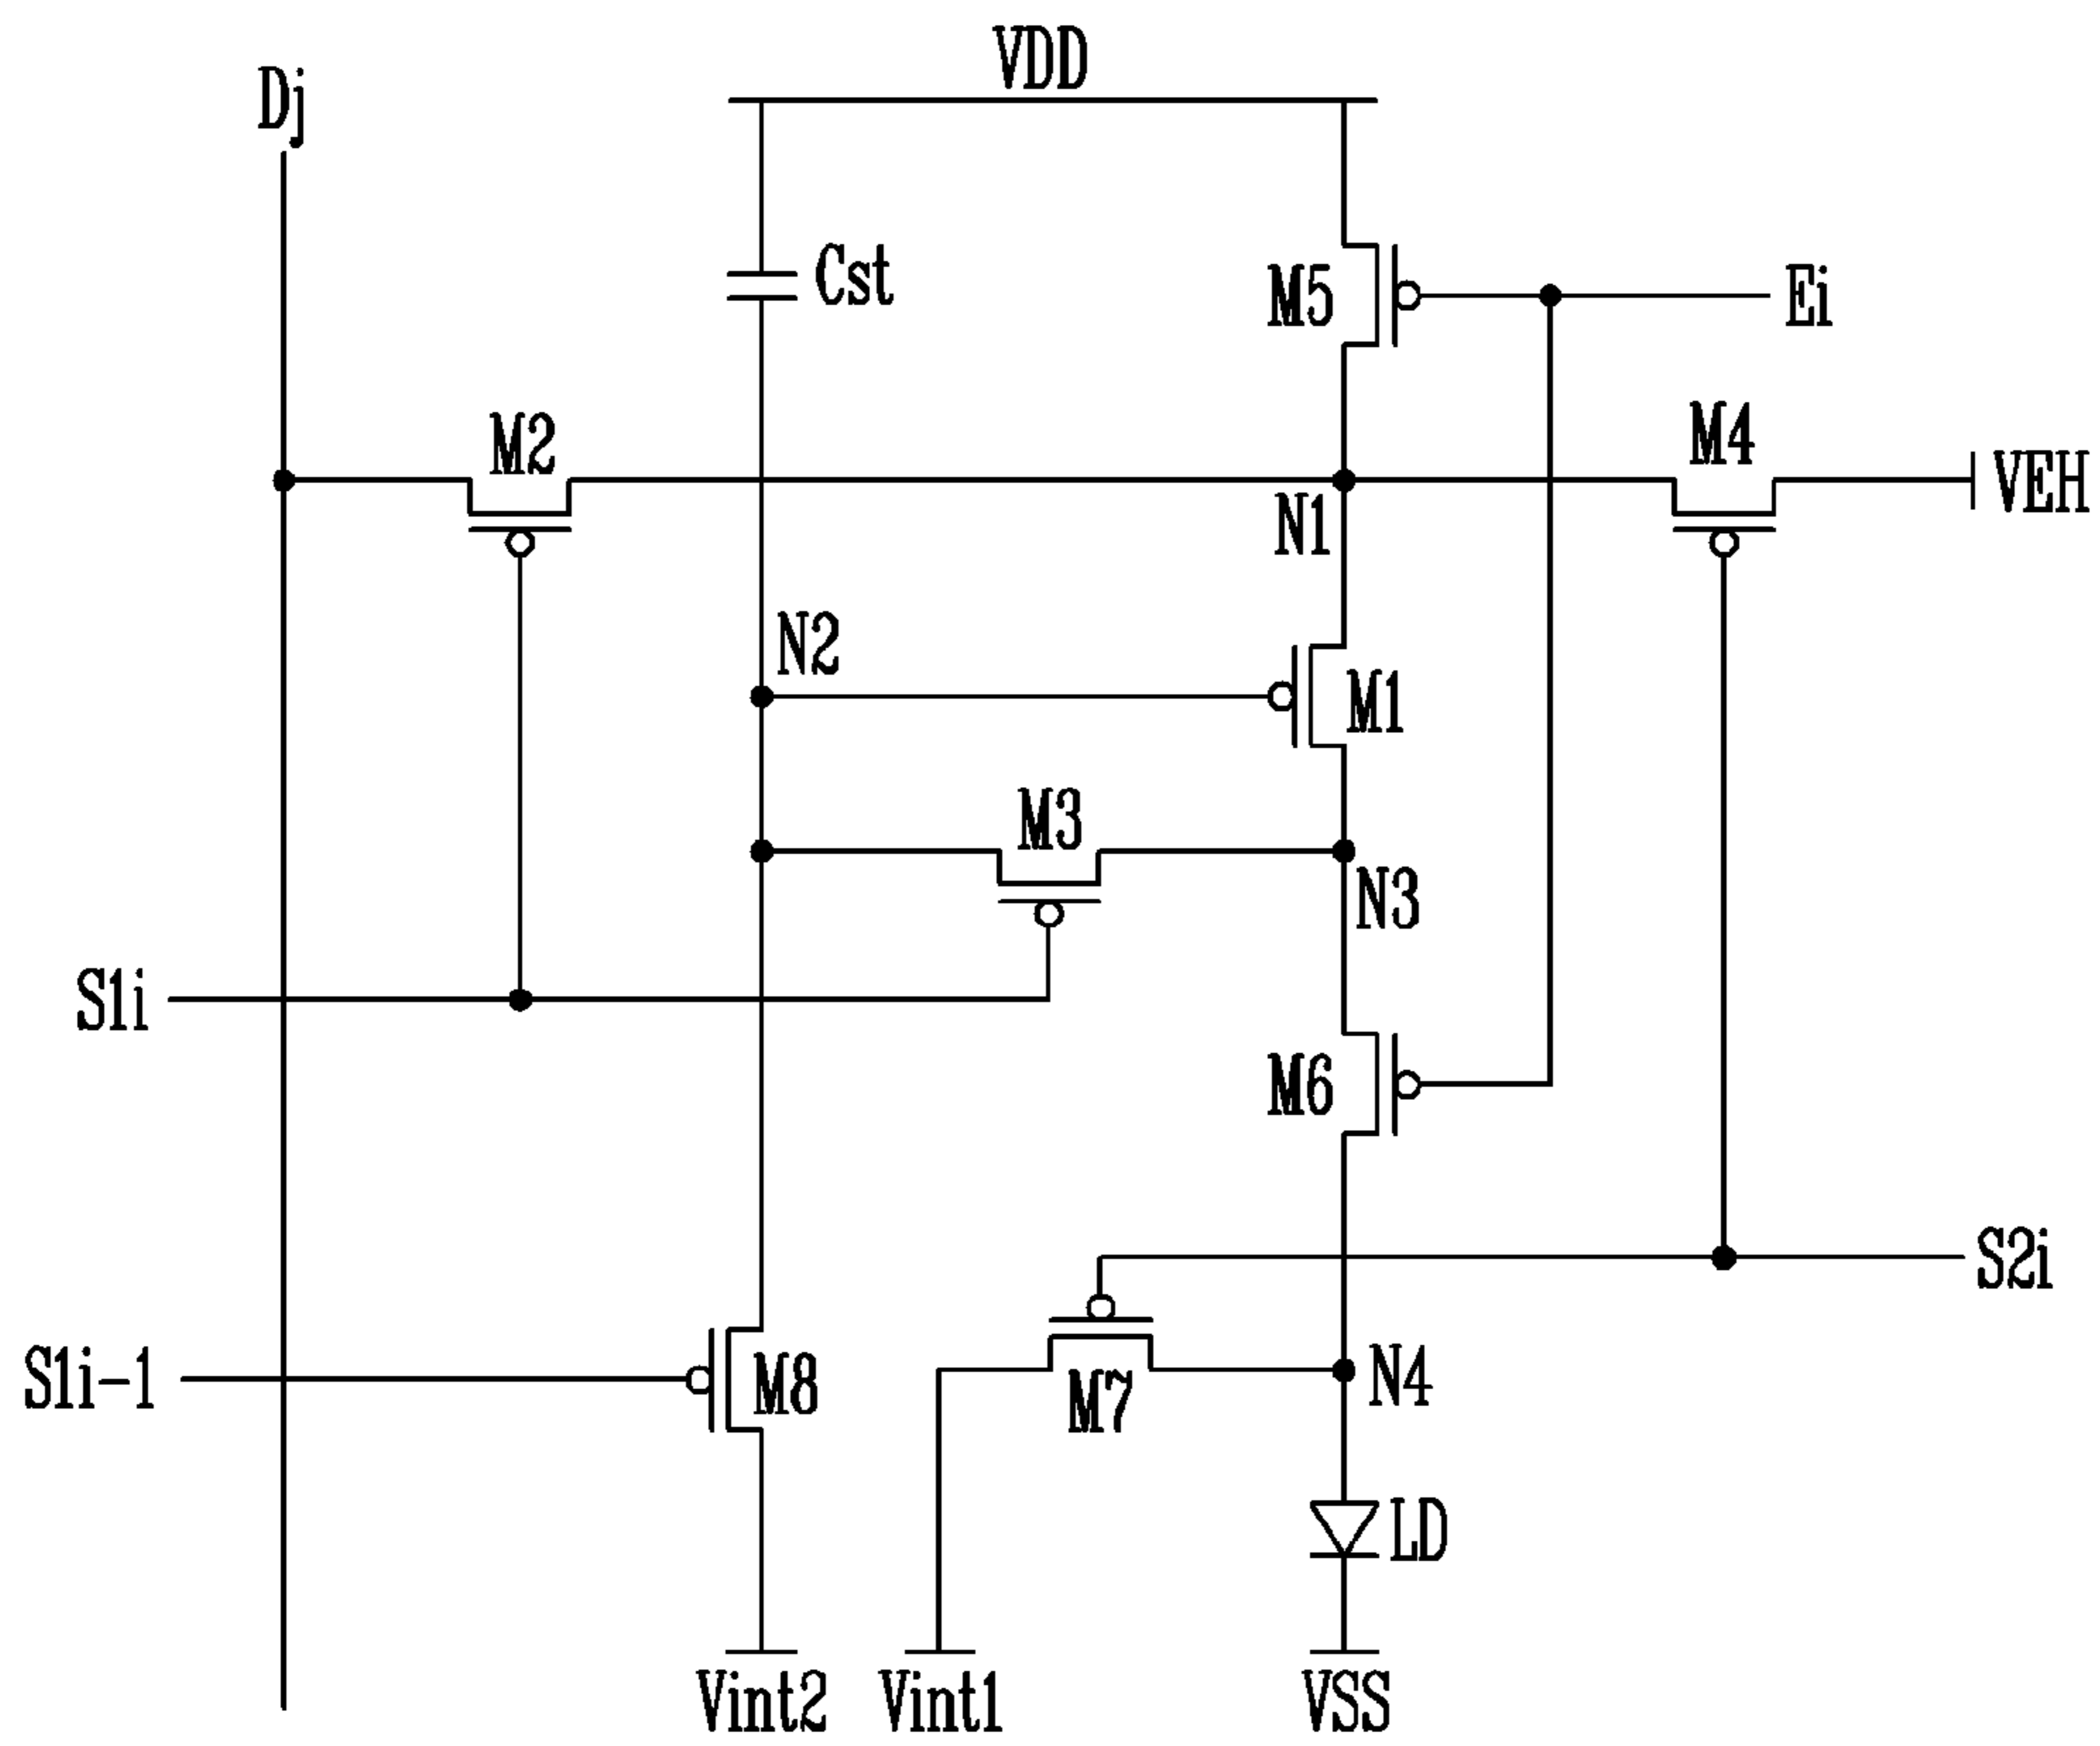 VDD
Dj
Cst
M5
Ei
M2
M4
VEH
N1
N2
M1
M3
N3
S1i
M6
S2i
S1i-1
M8
M7
N4
LD
Vint2
Vint1
VSS